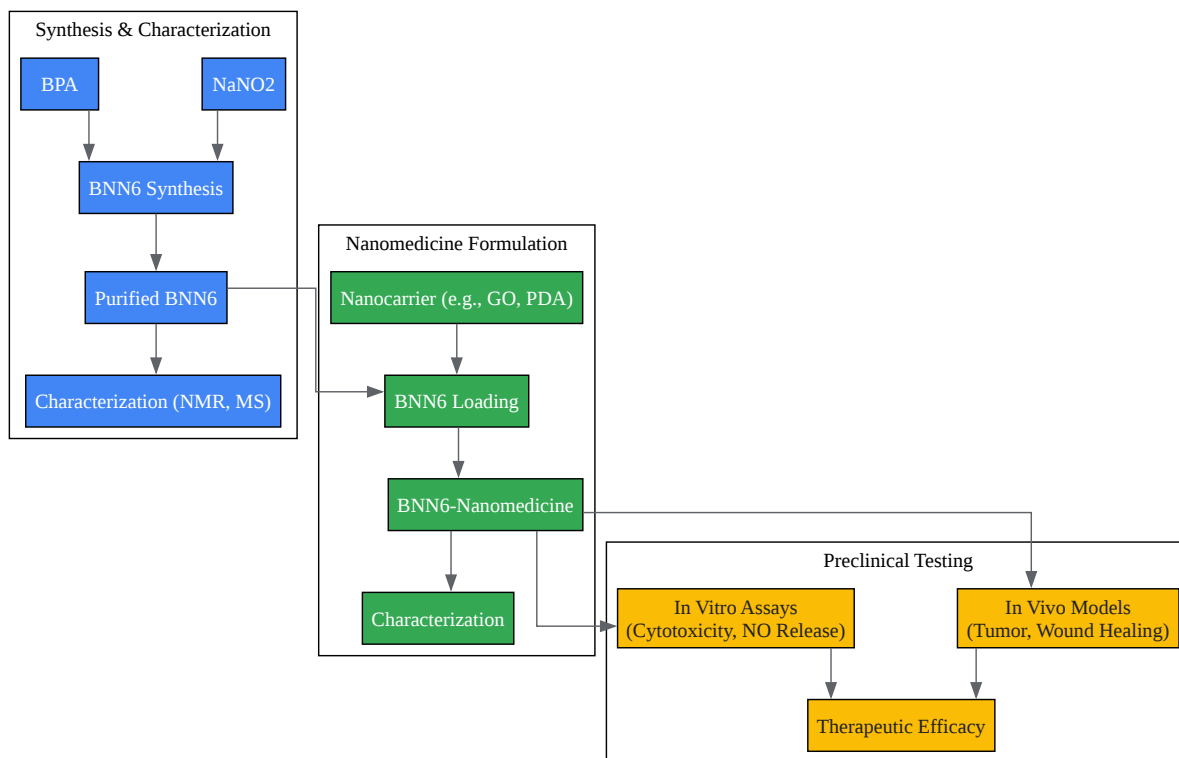 Synthesis & Characterization
BPA
NaNO2
BNN6 Synthesis
Purified BNN6
Characterization (NMR, MS)
Nanomedicine Formulation
Nanocarrier (e.g., GO, PDA)
BNN6 Loading
BNN6-Nanomedicine
Characterization
Preclinical Testing
In Vitro Assays
(Cytotoxicity, NO Release)
In Vivo Models
(Tumor, Wound Healing)
Therapeutic Efficacy